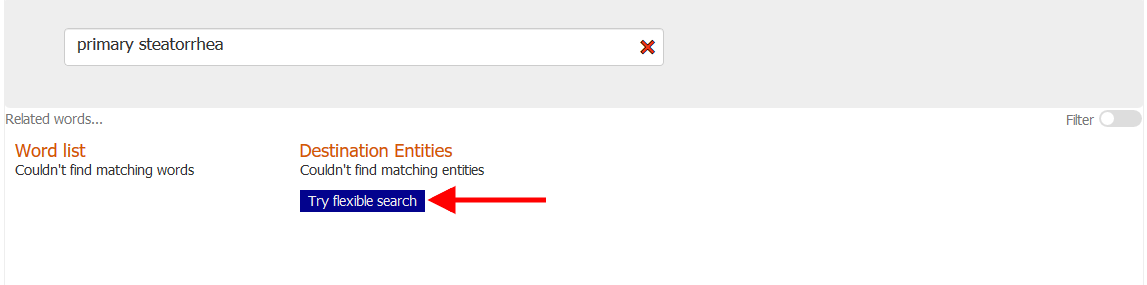 primary steatorrhea
Related words...
Filter
Word list
Couldn't find matching words
Destination Entities
Couldn't find matching entities
Try flexible search